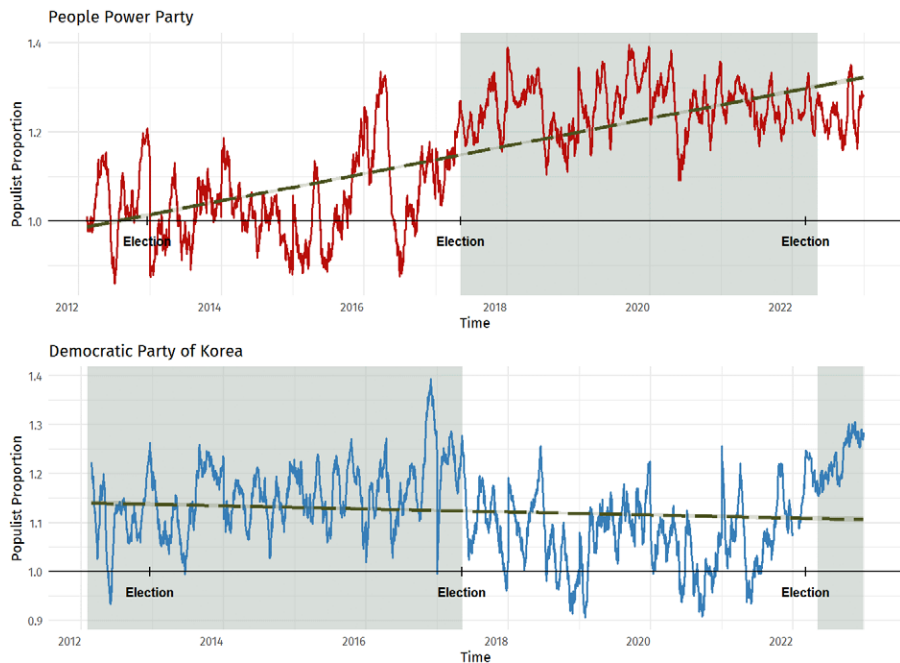 People Power Party
1.4
1.2
1.0
Populist Proportion
Election Election Election
2012 2014 2016 2018 2020 2022
Time
Democratic Party of Korea
1.4
1.3
1.2
1.1
1.0
0.9
Populist Proportion
Election Election Election
2012 2014 2016 2018 2020 2022
Time